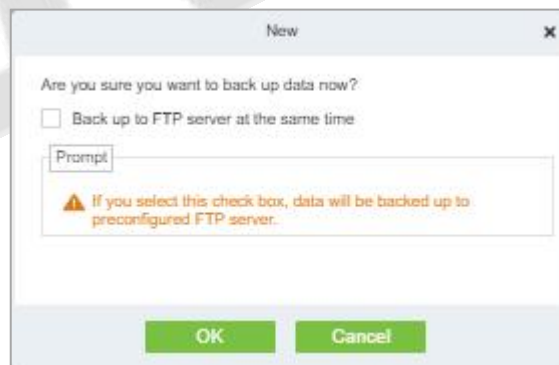 New
Are you sure you want to back up data now?
Back up to FTP server at the same time
Prompt
If you select this check box, data will be backed up to
preconfigured FTP server.
OK
Cancel